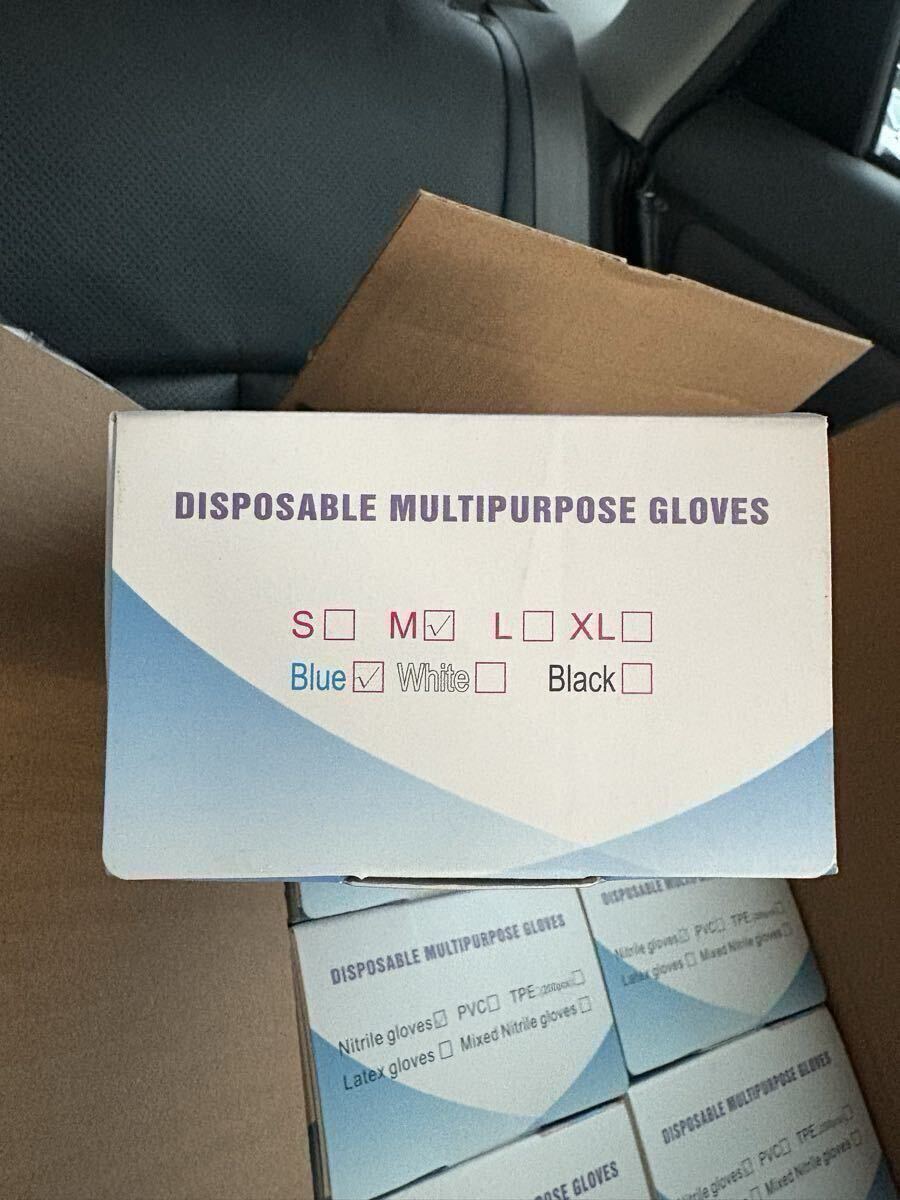 DISPOSABLE MULTIPURPOSE GLOVES
S☐ M☑ L☐ XL☐
Blue☑ White☐ Black☐
DISPOSABLE MULTIPURPOSE GLOVES
Nitrile gloves☑ PVC☐ TPE ☐
Latex gloves ☐ Mixed Nitrile gloves ☐
DISPOSABLE
Nitrile gloves PVC☐ TPE ☐
Latex gloves ☐ Mixed Nitrile gloves ☐
DISPOSABLE MULTIPURPOSE GLOVES
Nitrile gloves PVC☐ TPE ☐
Mixed Nitrile gloves ☐
GLOVES